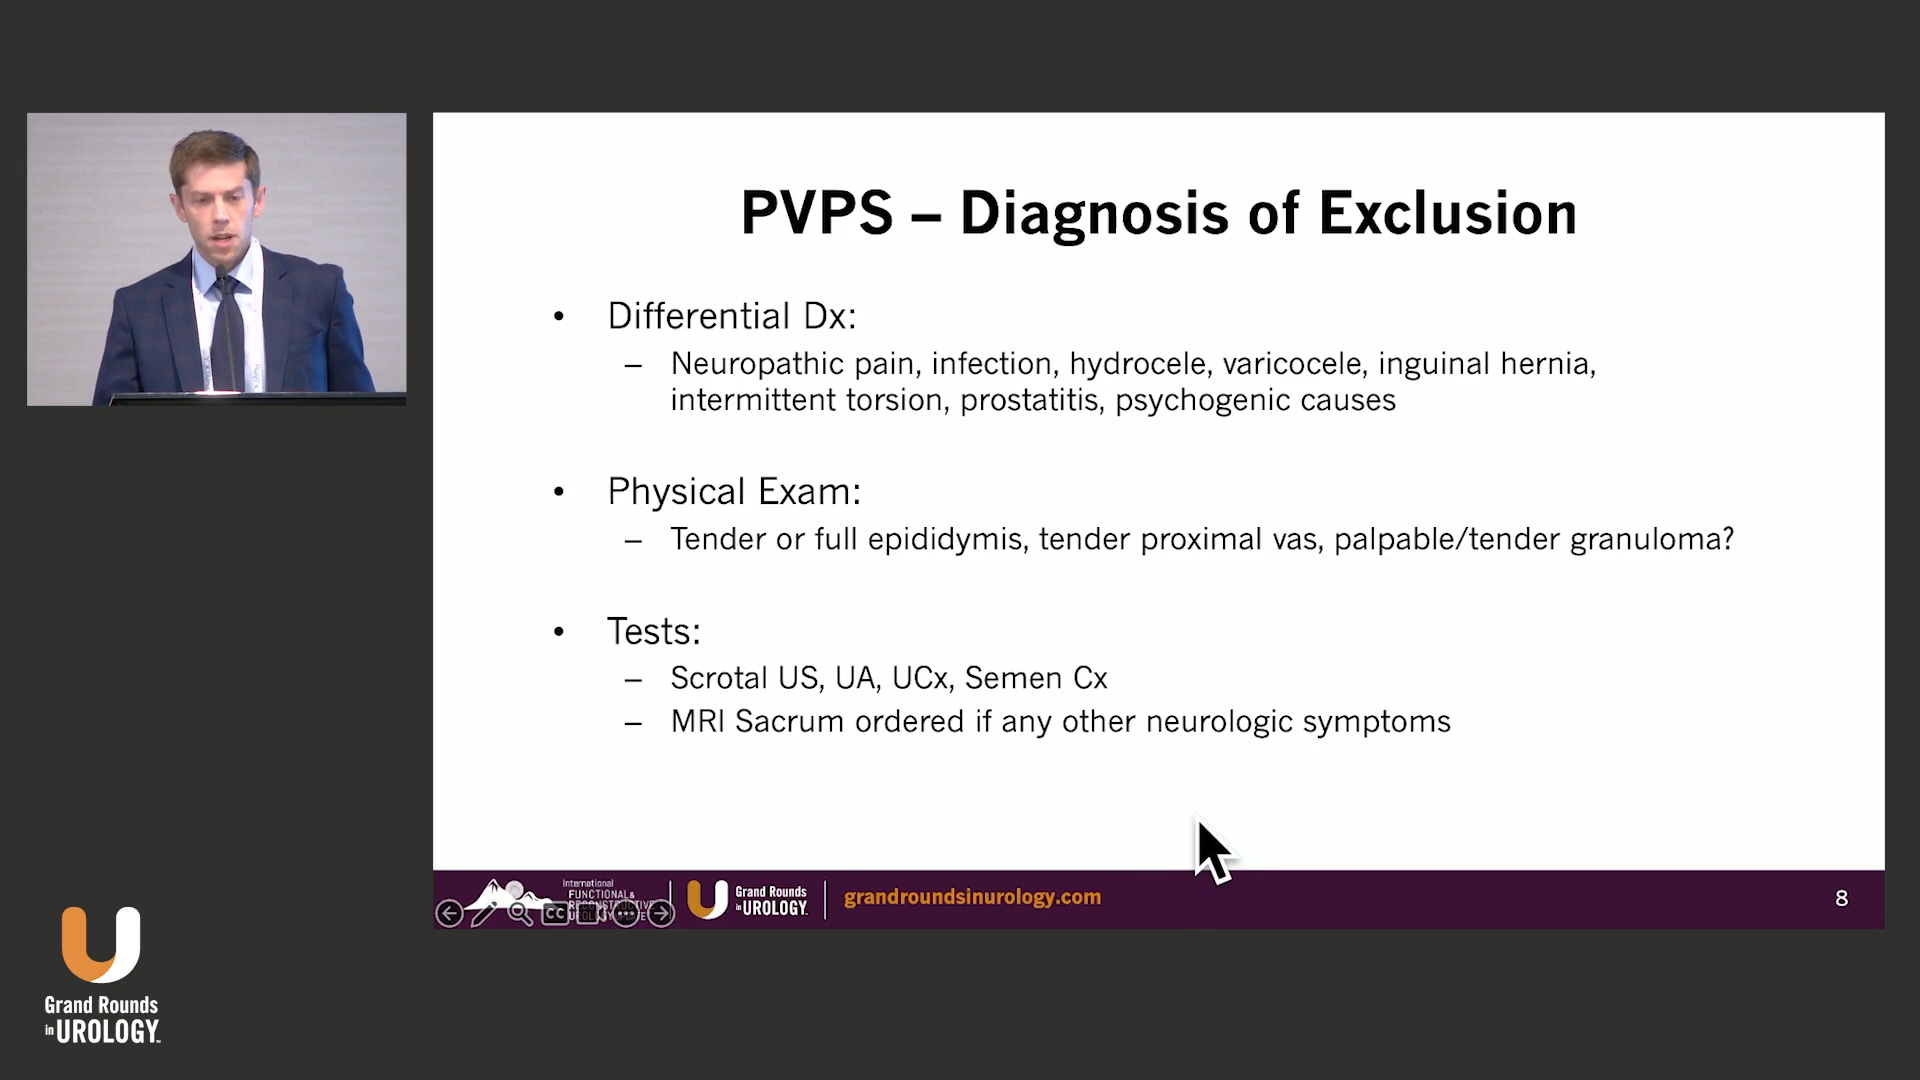 PVPS – Diagnosis of Exclusion
• Differential Dx:
– Neuropathic pain, infection, hydrocele, varicocele, inguinal hernia,
intermittent torsion, prostatitis, psychogenic causes
• Physical Exam:
– Tender or full epididymis, tender proximal vas, palpable/tender granuloma?
• Tests:
– Scrotal US, UA, UCx, Semen Cx
– MRI Sacrum ordered if any other neurologic symptoms
International
FUNCTIONAL &
CC
Grand Rounds
in UROLOGY
grandroundsinurology.com
8
Grand Rounds
in UROLOGY